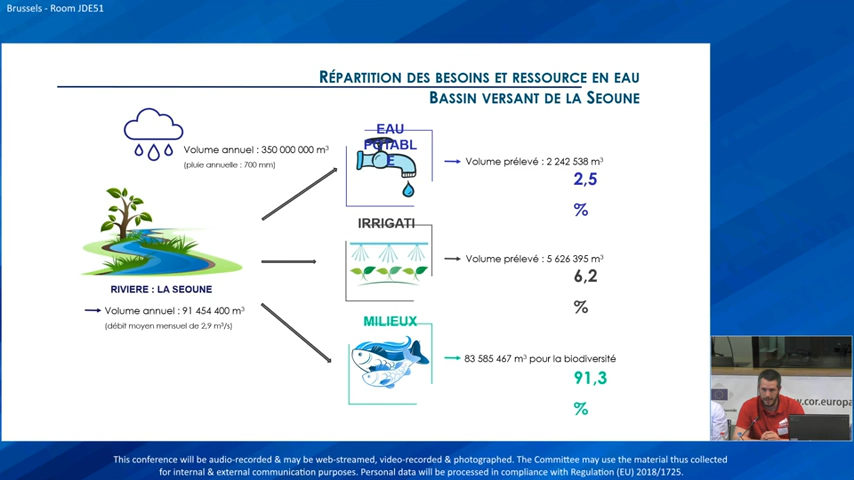 Brussels - Room JDE51
RÉPARTITION DES BESOINS ET RESSOURCE EN EAU
BASSIN VERSANT DE LA SEOUNE
Volume annuel : 350 000 000 m³
(pluie annuelle : 700 mm)
EAU
POTABL
E
Volume prélevé : 2 242 538 m³
2,5
%
IRRIGATI
Volume prélevé : 5 626 395 m³
6,2
%
RIVIERE : LA SEOUNE
Volume annuel : 91 454 400 m³
(débit moyen mensuel de 2,9 m³/s)
MILIEUX
83 585 467 m³ pour la biodiversité
91,3
%
w.cor.europa
This conference will be audio-recorded & may be web-streamed, video-recorded & photographed. The Committee may use the material thus collected
for internal & external communication purposes. Personal data will be processed in compliance with Regulation (EU) 2018/1725.